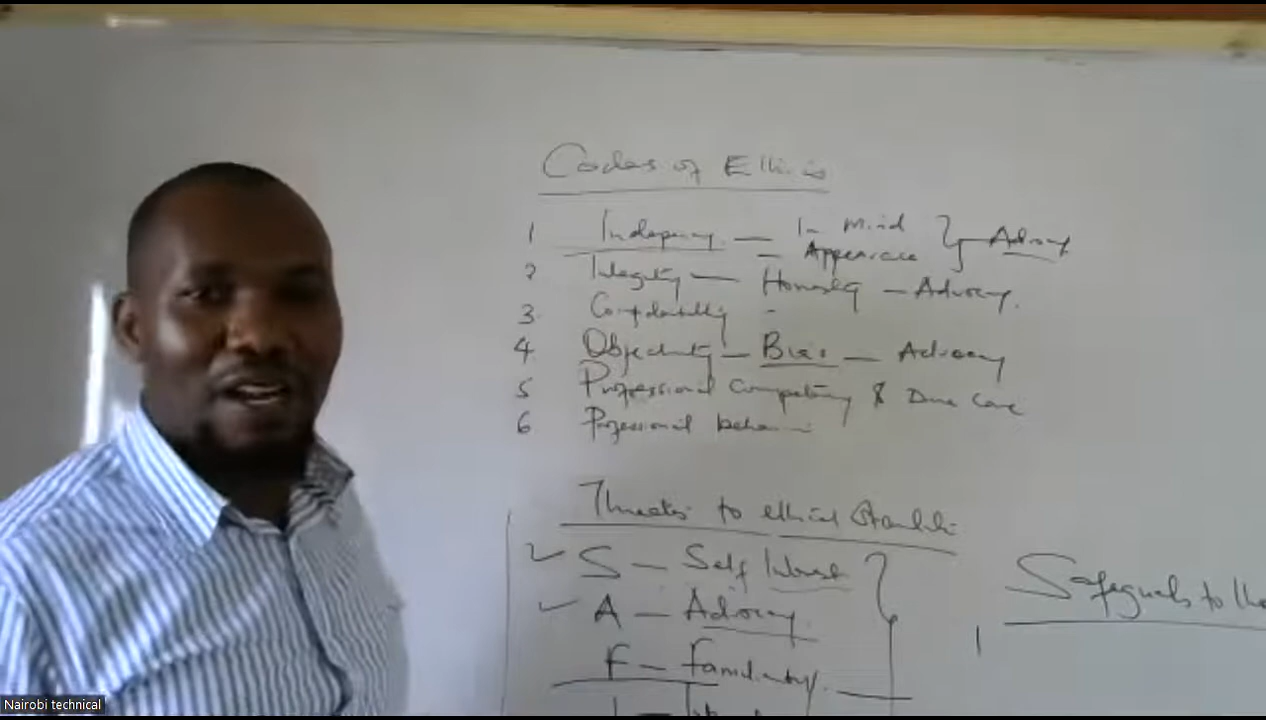 Codes of Ethics
1 Independency — In Mind
— Appearance } Advocacy
2 Integrity — Honesty — Advocacy.
3. Confidentiality -
4. Objectivity — Bias — Advocacy
5 Professional Competency & Due Care
6 Professional behavior
Threats to ethical Standards
S — Self Interest
A — Advocacy
F — familiarity.
Safeguards to
1
Nairobi technical